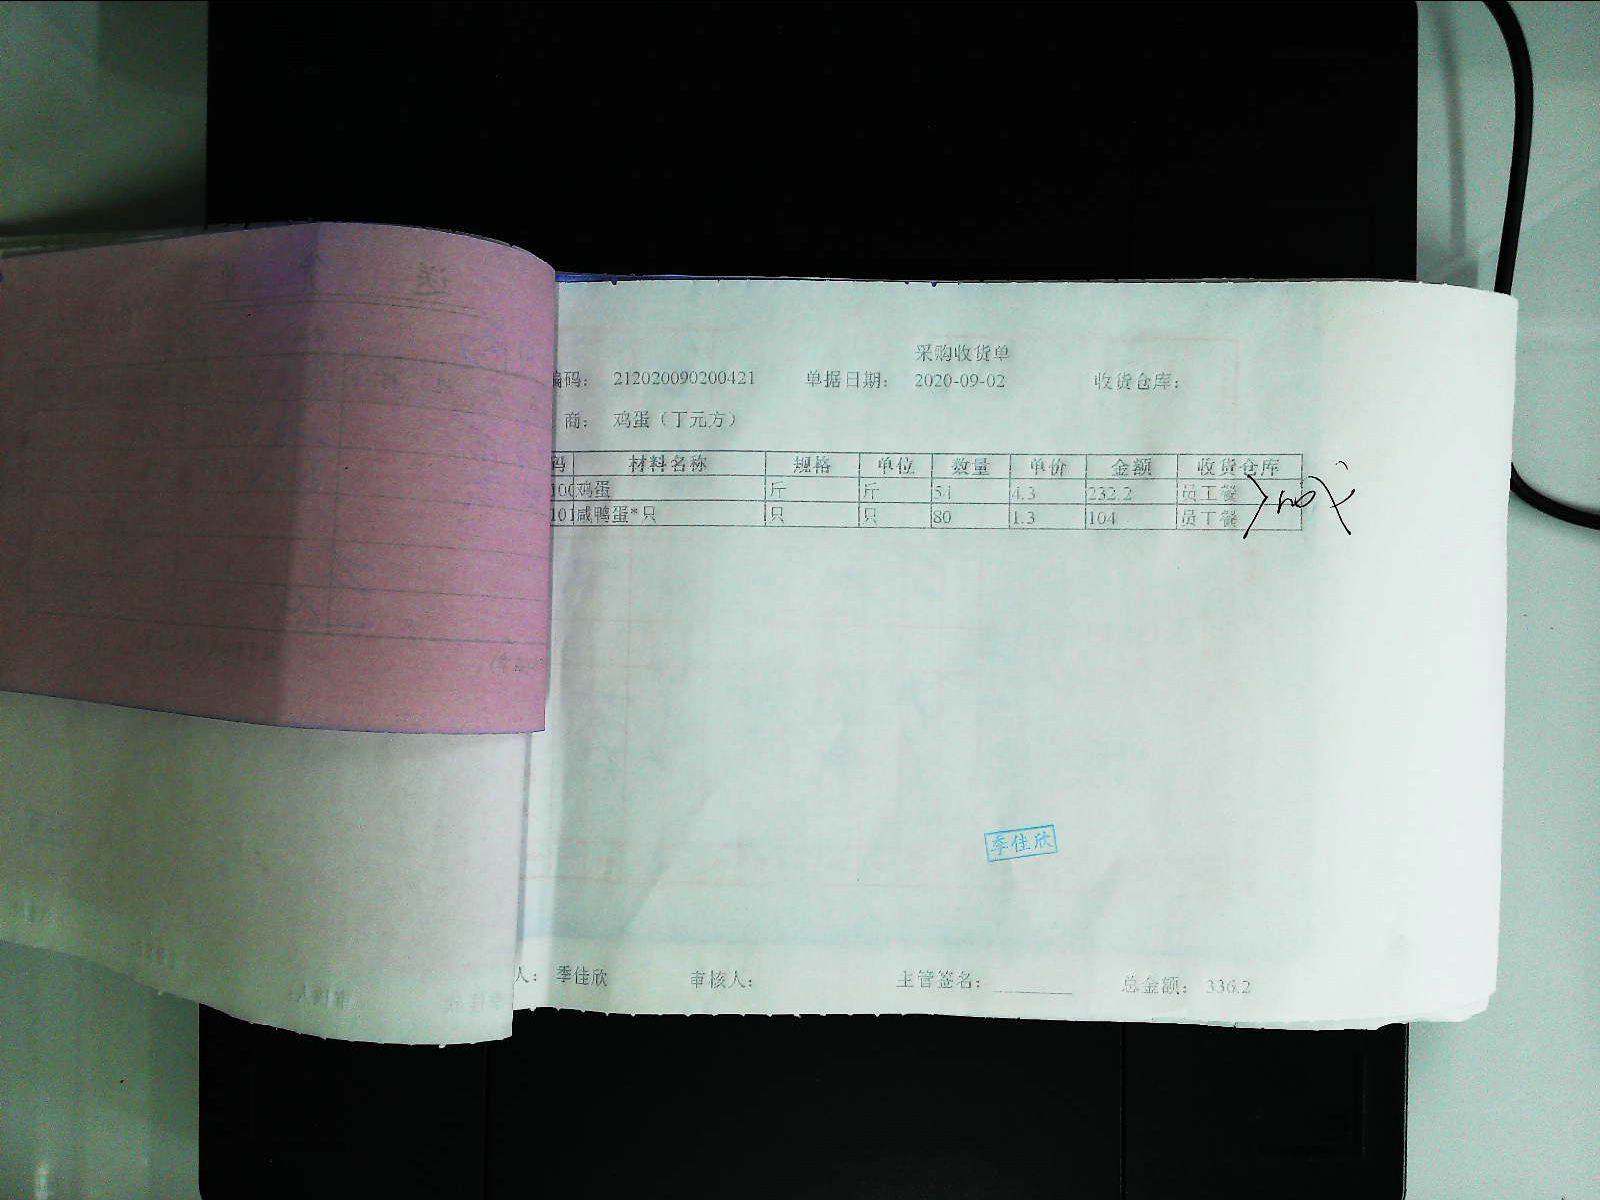 采购收货单
编码： 212020090200421 单据日期： 2020-09-02 收货仓库：
商： 鸡蛋（丁元方）
码 材料名称 规格 单位 数量 单价 金额 收货仓库
100 鸡蛋 斤 斤 54 4.3 232.2 员工餐
101 咸鸭蛋*只 只 只 80 1.3 104 员工餐
季佳欣
人： 季佳欣 审核人： 主管签名： 总金额： 336.2